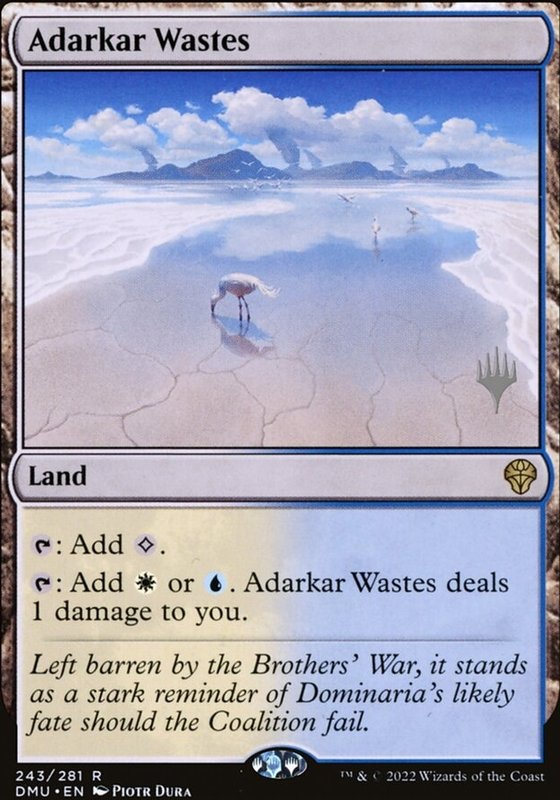 Adarkar Wastes
Land
: Add .
: Add or . Adarkar Wastes deals
1 damage to you.
Left barren by the Brothers' War, it stands
as a stark reminder of Dominaria's likely
fate should the Coalition fail.
243/281 R
DMU • EN Piotr Dura
™ & © 2022 Wizards of the Coast